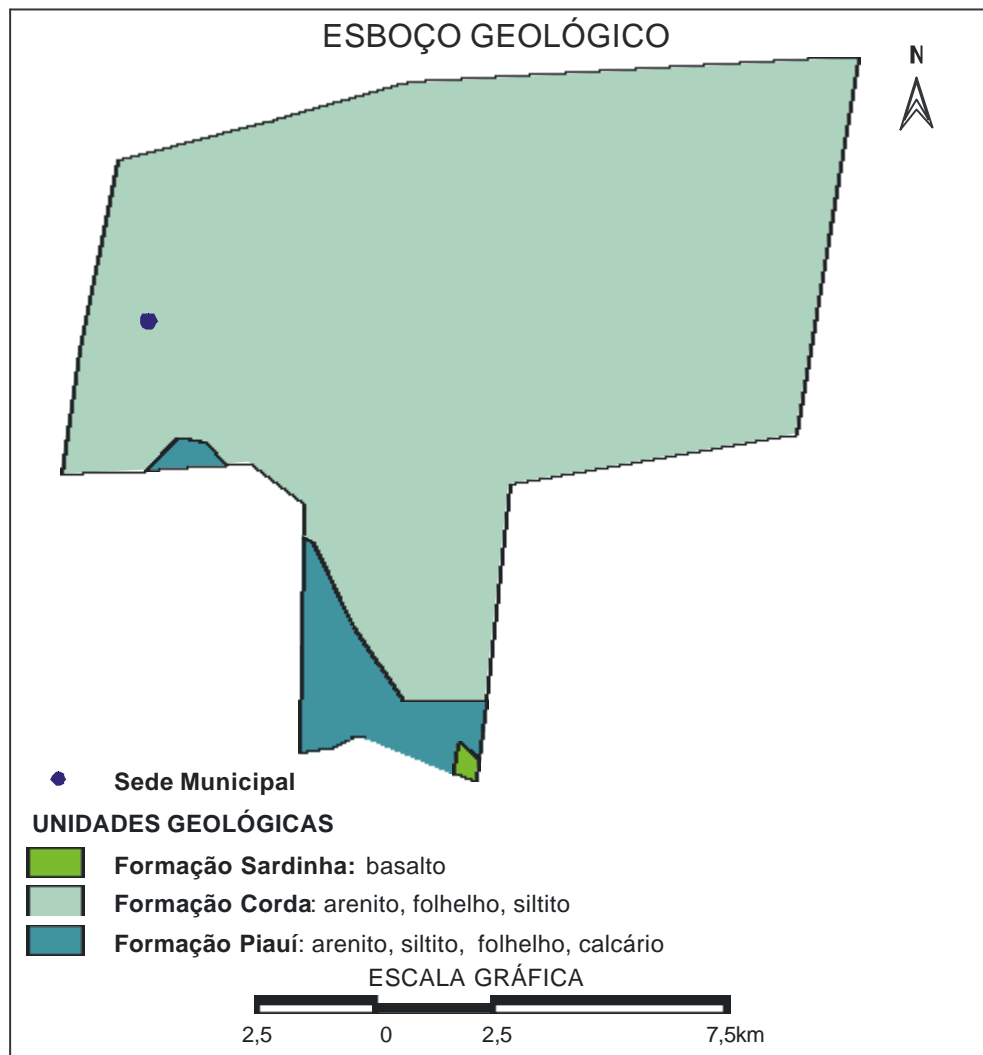 ESBOÇO GEOLÓGICO
N
Sede Municipal
UNIDADES GEOLÓGICAS
Formação Sardinha: basalto
Formação Corda: arenito, folhelho, siltito
Formação Piauí: arenito, siltito, folhelho, calcário
ESCALA GRÁFICA
2,5 0 2,5 7,5km